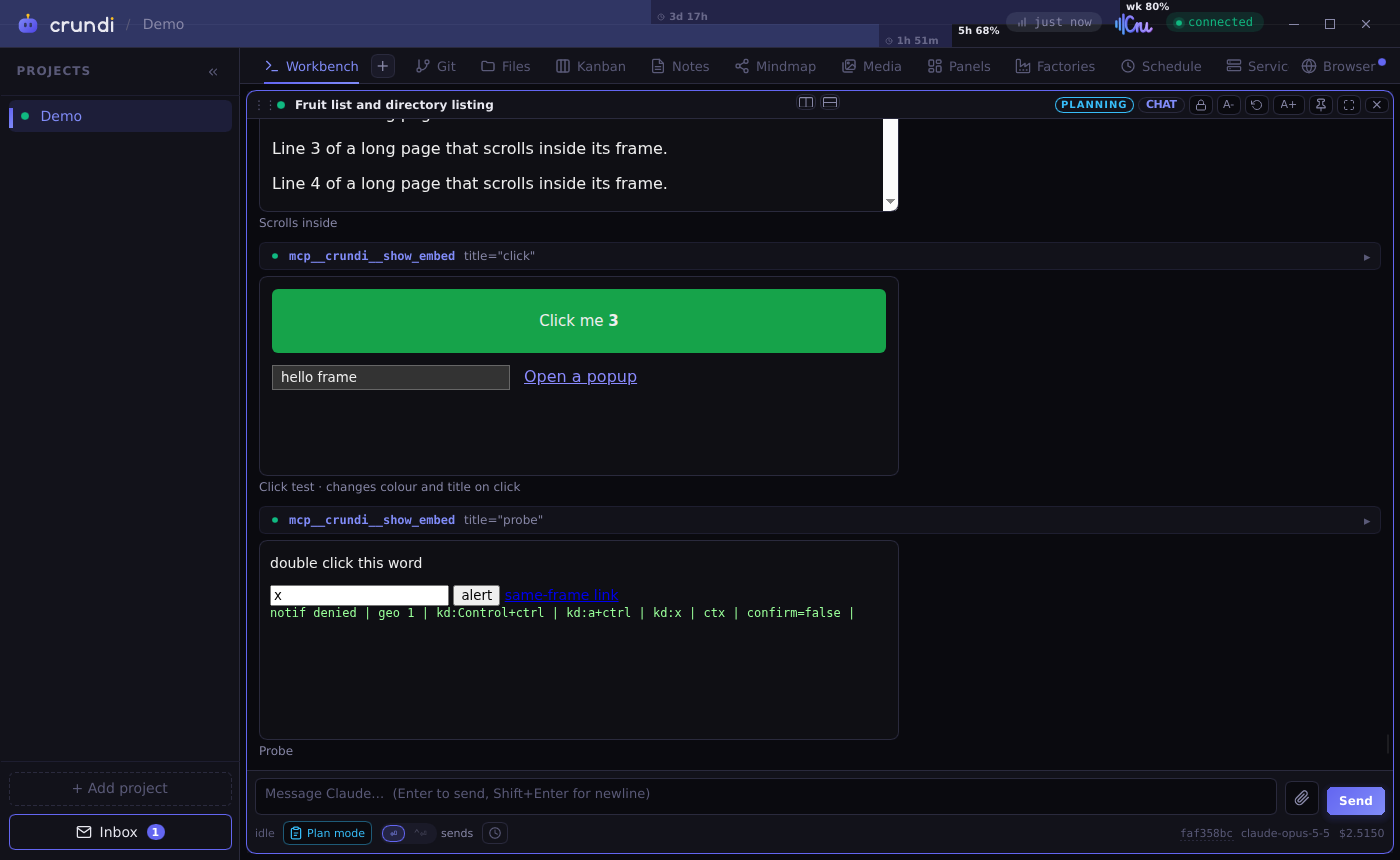 crundi / Demo
3d 17h
1h 51m
5h 68%
just now
wk 80%
Cru
connected
PROJECTS «
Workbench + Git Files Kanban Notes Mindmap Media Panels Factories Schedule Servic Browser
Demo
Fruit list and directory listing
PLANNING CHAT A- A+
Line 3 of a long page that scrolls inside its frame.
Line 4 of a long page that scrolls inside its frame.
Scrolls inside
mcp__crundi__show_embed title="click"
Click me 3
hello frame Open a popup
Click test · changes colour and title on click
mcp__crundi__show_embed title="probe"
double click this word
x alert same-frame link
notif denied | geo 1 | kd:Control+ctrl | kd:a+ctrl | kd:x | ctx | confirm=false |
Probe
+ Add project
Inbox 1
Message Claude… (Enter to send, Shift+Enter for newline)
Send
idle Plan mode sends
faf358bc claude-opus-5-5 $2.5150